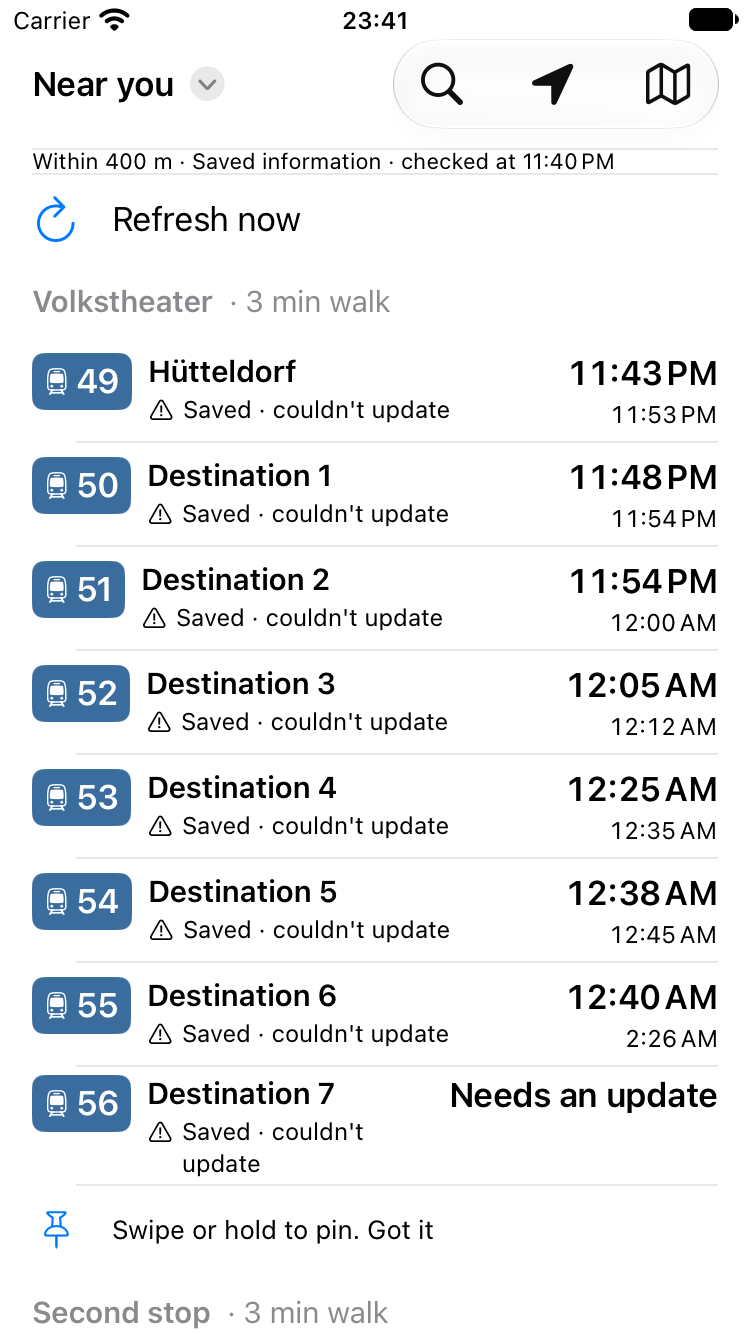 Carrier 23:41
Near you
Within 400 m · Saved information · checked at 11:40 PM
Refresh now
Volkstheater · 3 min walk
49 Hütteldorf 11:43 PM
Saved · couldn't update 11:53 PM
50 Destination 1 11:48 PM
Saved · couldn't update 11:54 PM
51 Destination 2 11:54 PM
Saved · couldn't update 12:00 AM
52 Destination 3 12:05 AM
Saved · couldn't update 12:12 AM
53 Destination 4 12:25 AM
Saved · couldn't update 12:35 AM
54 Destination 5 12:38 AM
Saved · couldn't update 12:45 AM
55 Destination 6 12:40 AM
Saved · couldn't update 2:26 AM
56 Destination 7 Needs an update
Saved · couldn't
update
Swipe or hold to pin. Got it
Second stop · 3 min walk